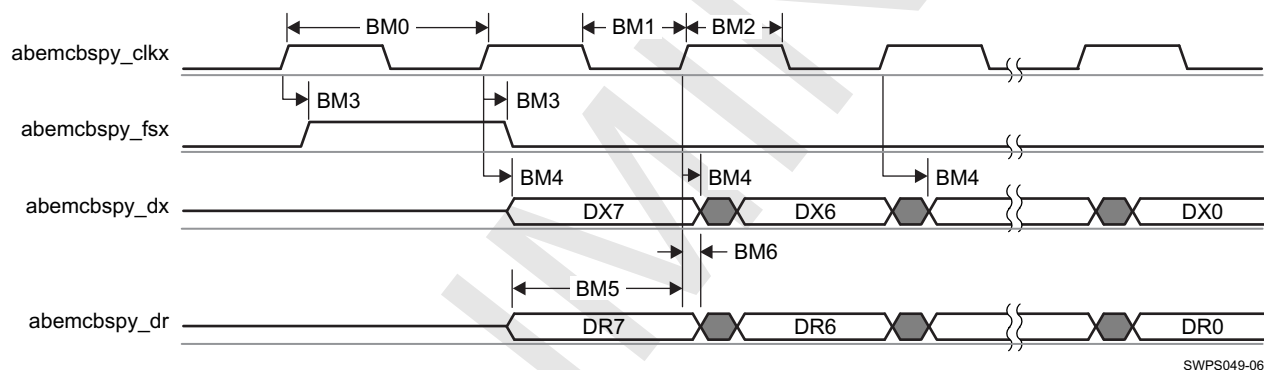 BM0 BM1 BM2
abemcbspy_clkx
BM3 BM3
abemcbspy_fsx
BM4 BM4 BM4
abemcbspy_dx DX7 DX6 DX0
BM6
BM5
abemcbspy_dr DR7 DR6 DR0
SWPS049-06